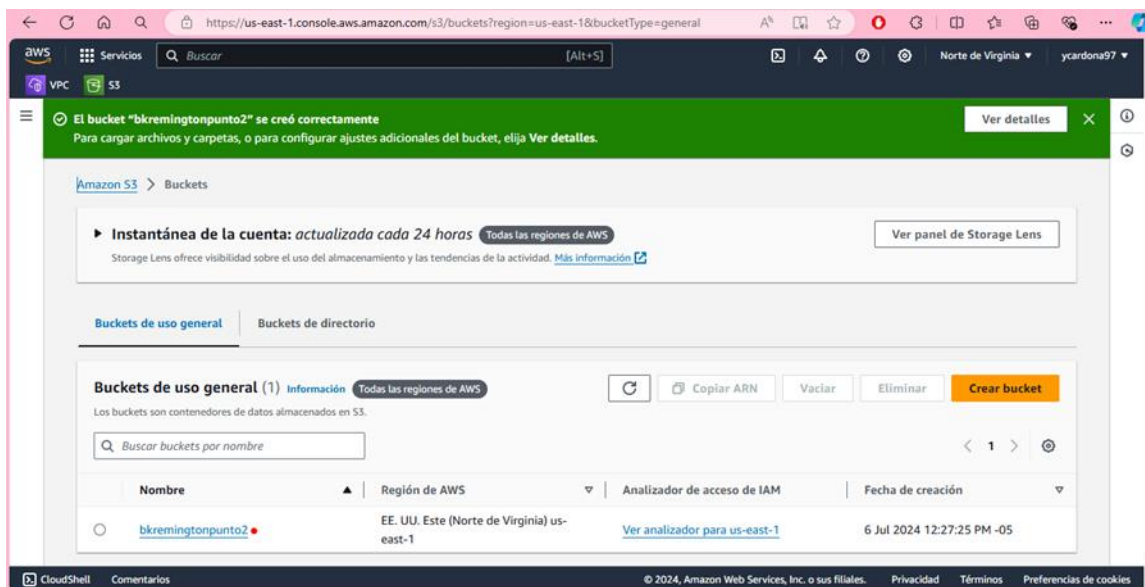 https://us-east-1.console.aws.amazon.com/s3/buckets?region=us-east-1&bucketType=general
aws Servicios Buscar [Alt+S] Norte de Virginia ycardona97
VPC S3
El bucket "bkremingtonpunto2" se creó correctamente
Ver detalles
Para cargar archivos y carpetas, o para configurar ajustes adicionales del bucket, elija Ver detalles.
Amazon S3 > Buckets
Instantánea de la cuenta: actualizada cada 24 horas Todas las regiones de AWS
Ver panel de Storage Lens
Storage Lens ofrece visibilidad sobre el uso del almacenamiento y las tendencias de la actividad. Más información
Buckets de uso general Buckets de directorio
Buckets de uso general (1) Información Todas las regiones de AWS
Copiar ARN Vaciar Eliminar Crear bucket
Los buckets son contenedores de datos almacenados en S3.
Buscar buckets por nombre
< 1 >
Nombre Región de AWS Analizador de acceso de IAM Fecha de creación
bkremingtonpunto2 EE. UU. Este (Norte de Virginia) us-east-1 Ver analizador para us-east-1 6 Jul 2024 12:27:25 PM -05
CloudShell Comentarios © 2024, Amazon Web Services, Inc. o sus filiales. Privacidad Términos Preferencias de cookies